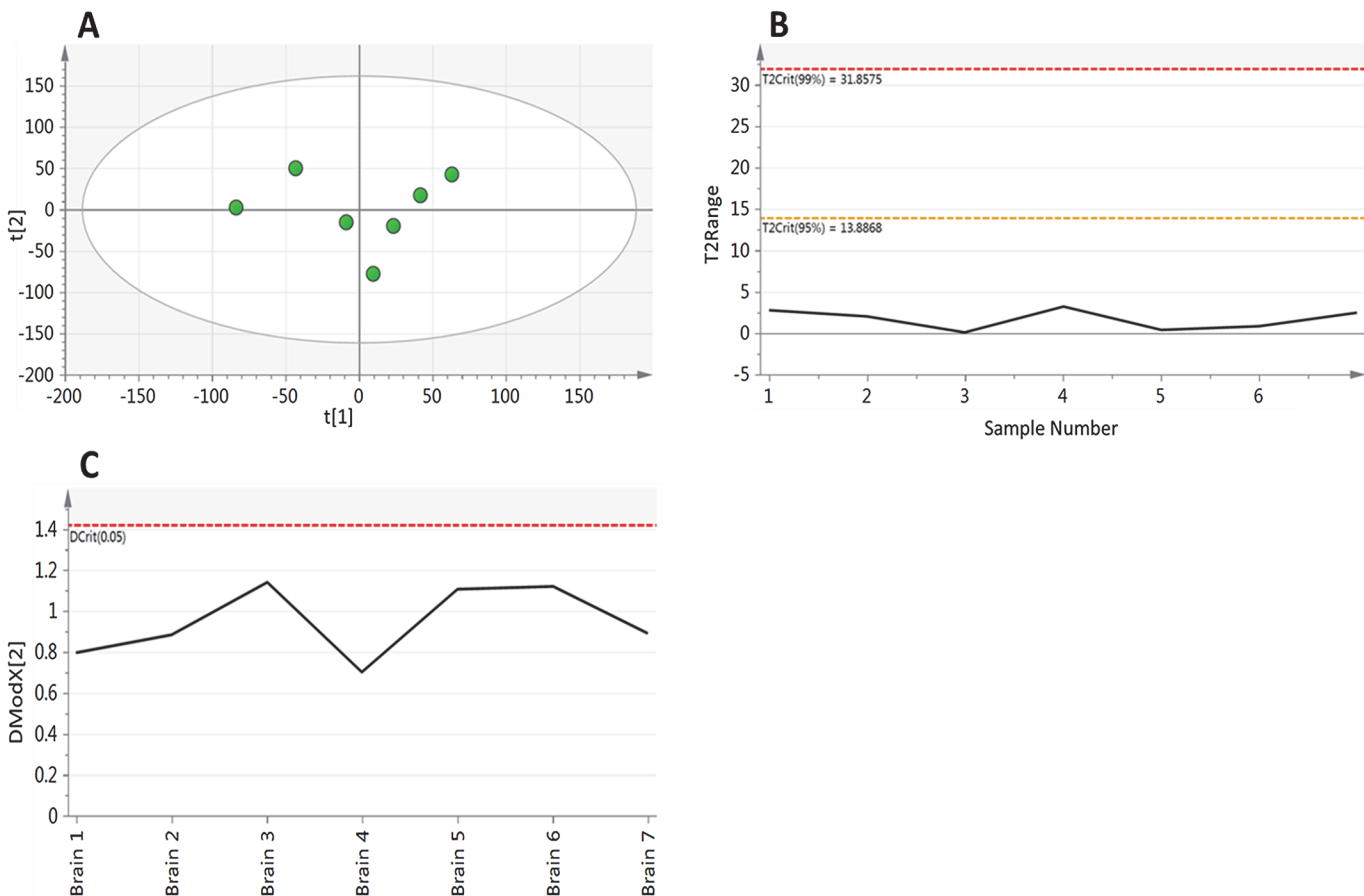 A
150
100
50
0
-50
-100
-150
-200
t[2]
-200 -150 -100 -50 0 50 100 150
t[1]
B
T2Crit(99%) = 31.8575
T2Crit(95%) = 13.8868
30
25
20
15
10
5
0
-5
T2Range
1 2 3 4 5 6
Sample Number
C
DCrit(0.05)
1.4
1.2
1
0.8
0.6
0.4
0.2
0
DModX[2]
Brain 1
Brain 2
Brain 3
Brain 4
Brain 5
Brain 6
Brain 7